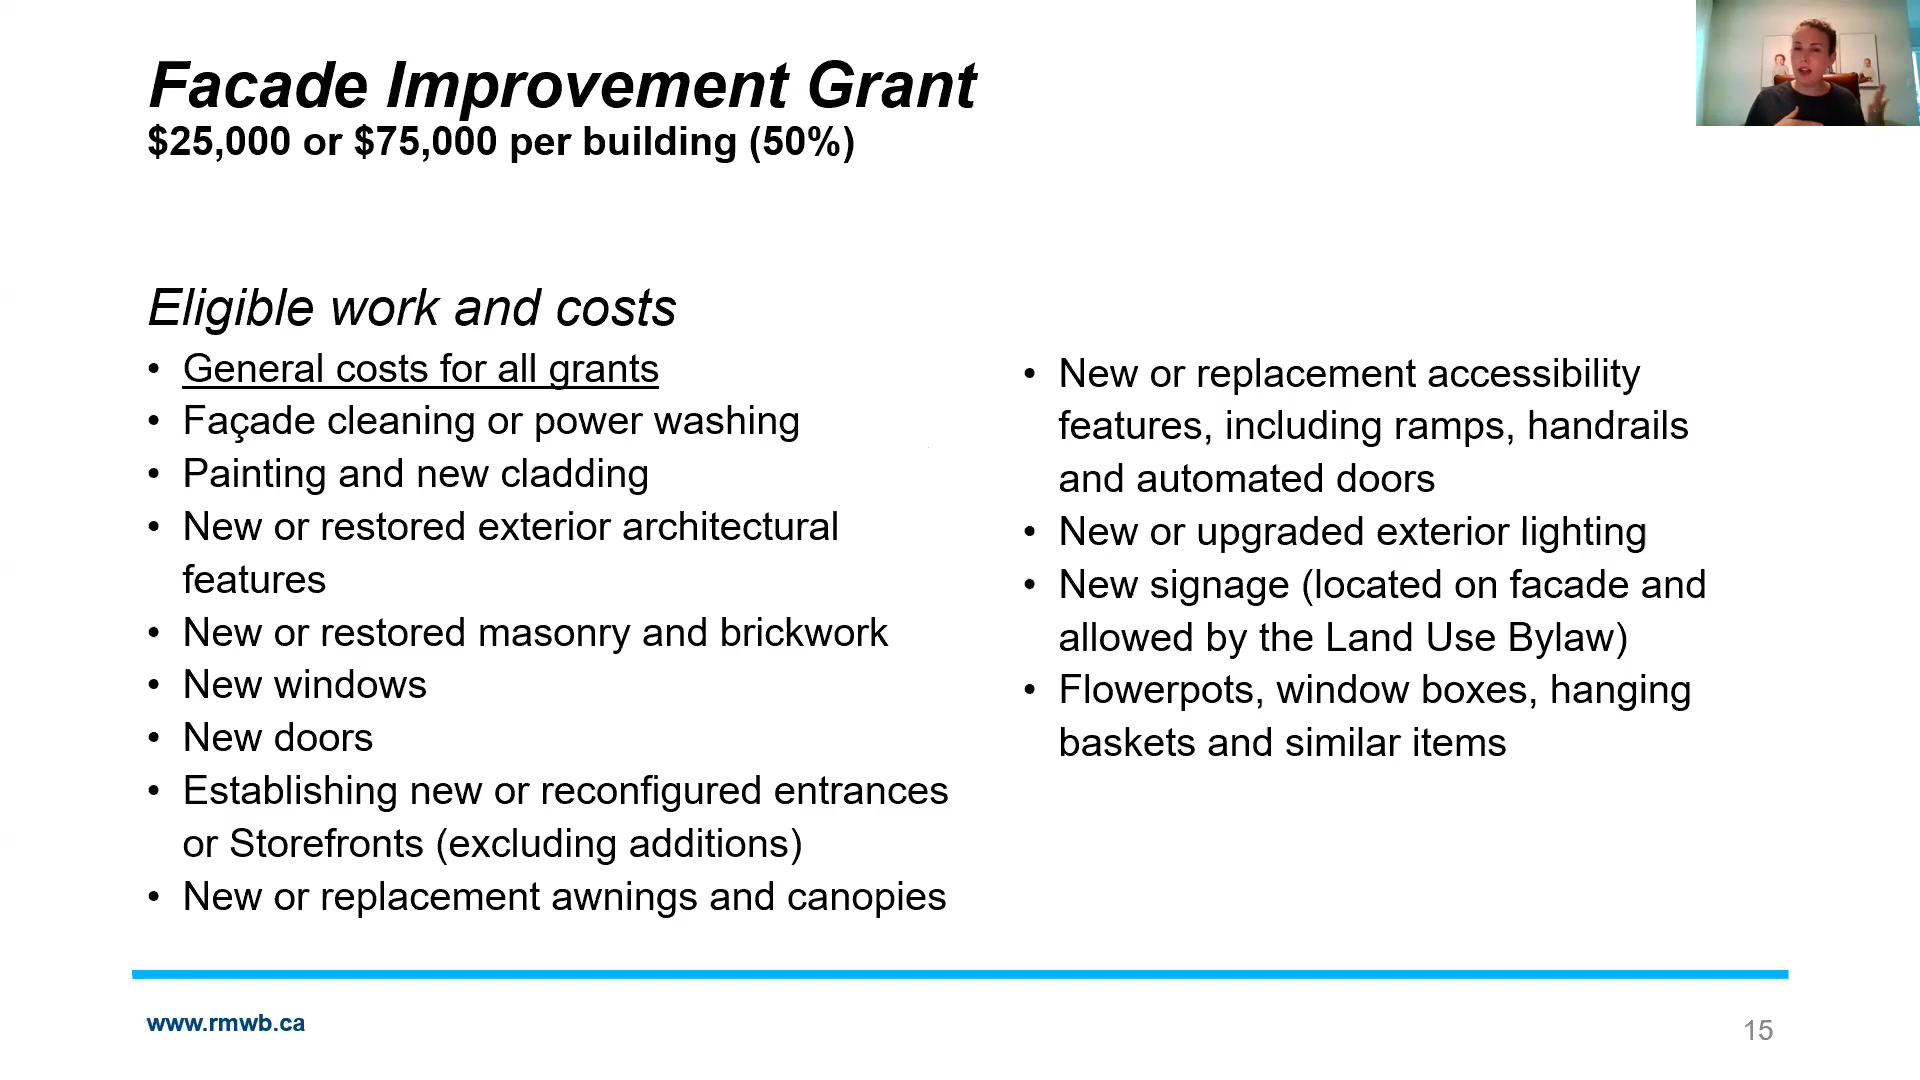 Facade Improvement Grant
$25,000 or $75,000 per building (50%)
Eligible work and costs
• General costs for all grants
• Façade cleaning or power washing
• Painting and new cladding
• New or restored exterior architectural
features
• New or restored masonry and brickwork
• New windows
• New doors
• Establishing new or reconfigured entrances
or Storefronts (excluding additions)
• New or replacement awnings and canopies
• New or replacement accessibility
features, including ramps, handrails
and automated doors
• New or upgraded exterior lighting
• New signage (located on facade and
allowed by the Land Use Bylaw)
• Flowerpots, window boxes, hanging
baskets and similar items
www.rmwb.ca
15